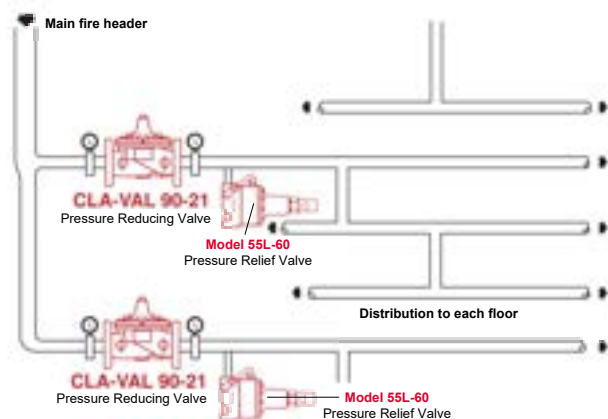 Main fire header
CLA-VAL 90-21
Pressure Reducing Valve
Model 55L-60
Pressure Relief Valve
Distribution to each floor
CLA-VAL 90-21
Pressure Reducing Valve
Model 55L-60
Pressure Relief Valve